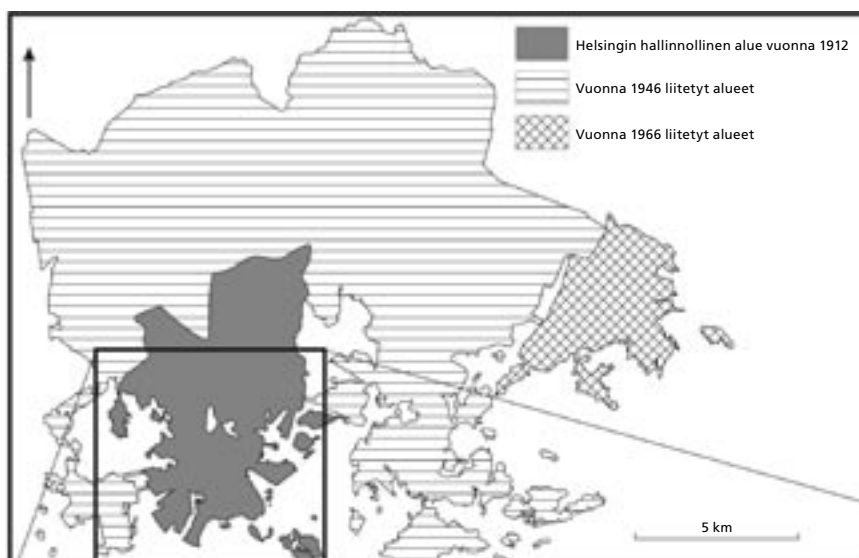 Helsingin hallinnollinen alue vuonna 1912
Vuonna 1946 liitetyt alueet
Vuonna 1966 liitetyt alueet
5 km